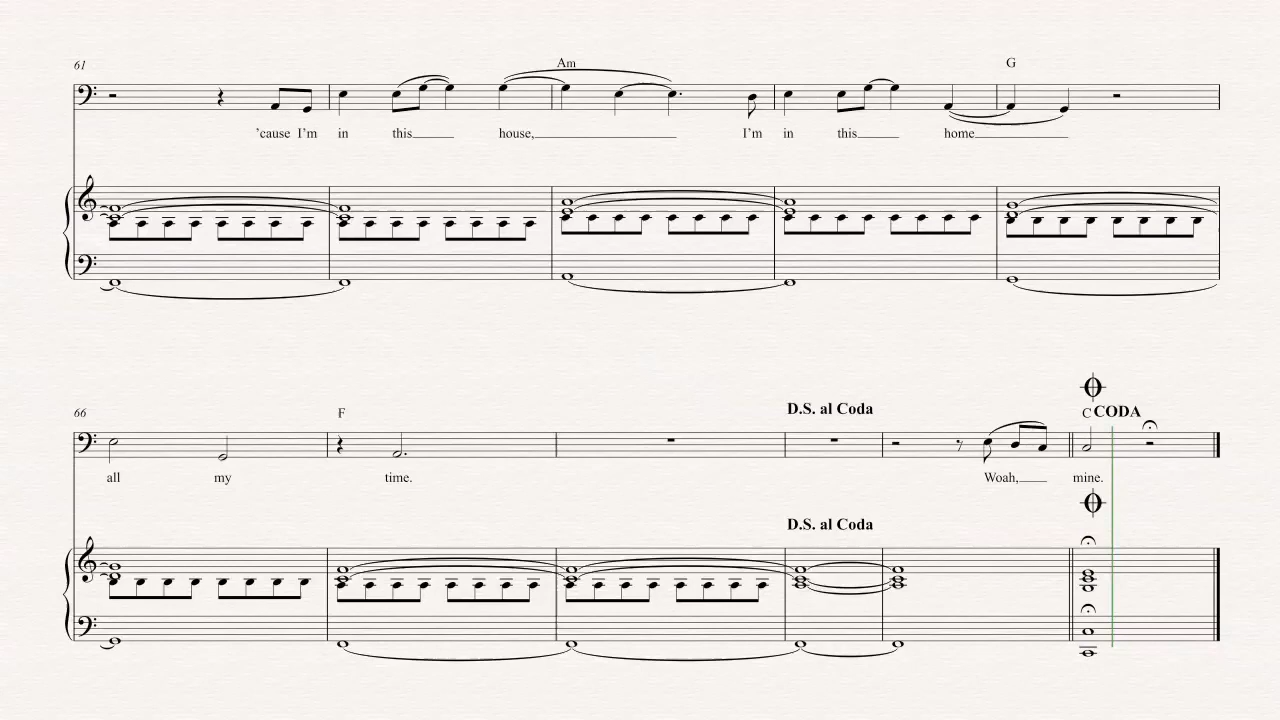 61
Am
G
'cause I'm in this house, I'm in this home
66
F
D.S. al Coda
C CODA
all my time. Woah, mine.
D.S. al Coda